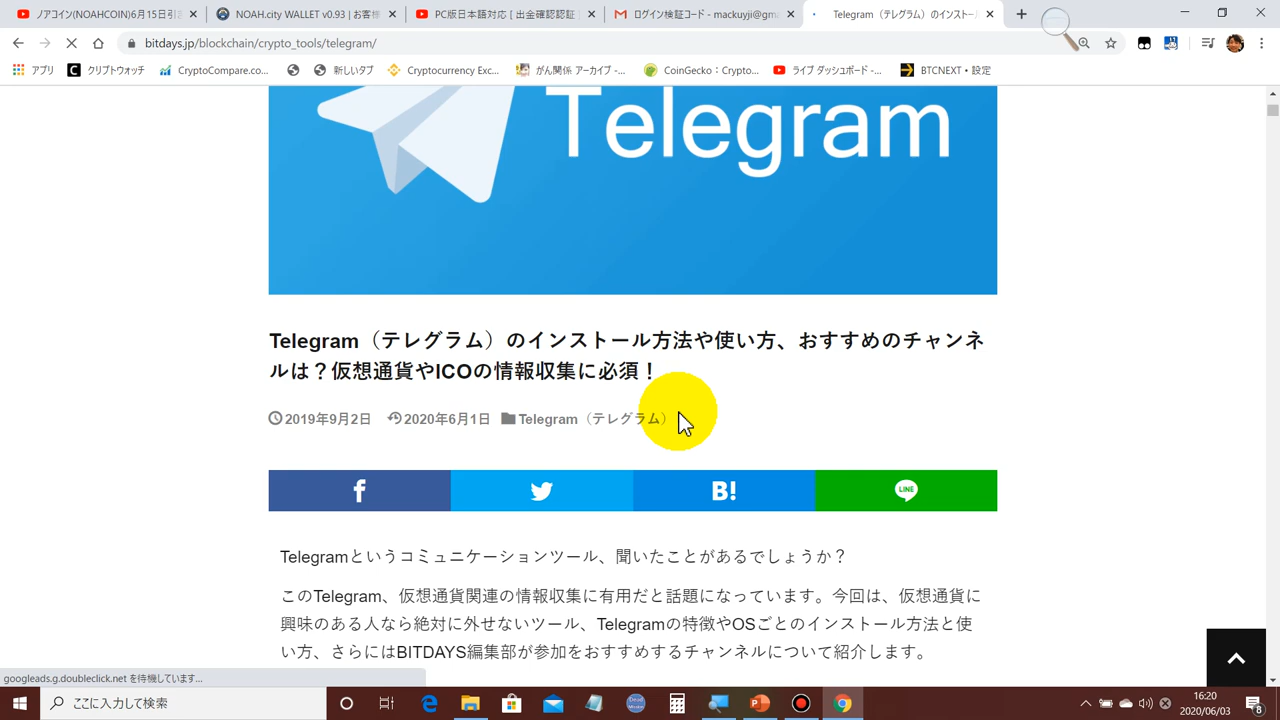 ノアコイン(NOAHCOIN)6月15日引き
NOAH.city WALLET v0.93 | お客様
PC版日本語対応 [ 出金確認認証
ログイン検証コード - mackuyji@gm
Telegram（テレグラム）のインストー
bitdays.jp/blockchain/crypto_tools/telegram/
アプリ
クリプトウォッチ
CryptoCompare.co...
新しいタブ
Cryptocurrency Exc...
がん関係 アーカイブ -...
CoinGecko：Crypto...
ライブ ダッシュボード -...
BTCNEXT・設定
Telegram
Telegram（テレグラム）のインストール方法や使い方、おすすめのチャンネ
ルは？仮想通貨やICOの情報収集に必須！
2019年9月2日 2020年6月1日 Telegram（テレグラム）
f B! LINE
Telegramというコミュニケーションツール、聞いたことがあるでしょうか？
このTelegram、仮想通貨関連の情報収集に有用だと話題になっています。今回は、仮想通貨に
興味のある人なら絶対に外せないツール、Telegramの特徴やOSごとのインストール方法と使
い方、さらにはBITDAYS編集部が参加をおすすめするチャンネルについて紹介します。
googleads.g.doubleclick.net を待機しています...
ここに入力して検索
16:20
2020/06/03
8